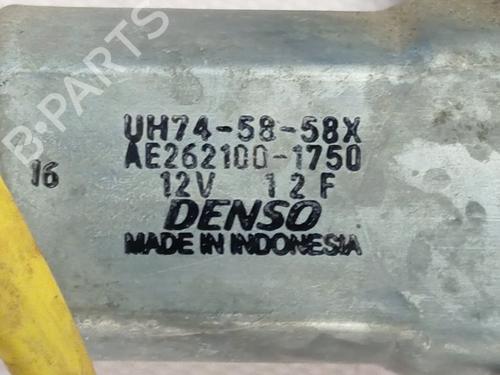 B-PARTS
UH74-58-58X
AE262100-1750
16
12V 12F
DENSO
MADE IN INDONESIA